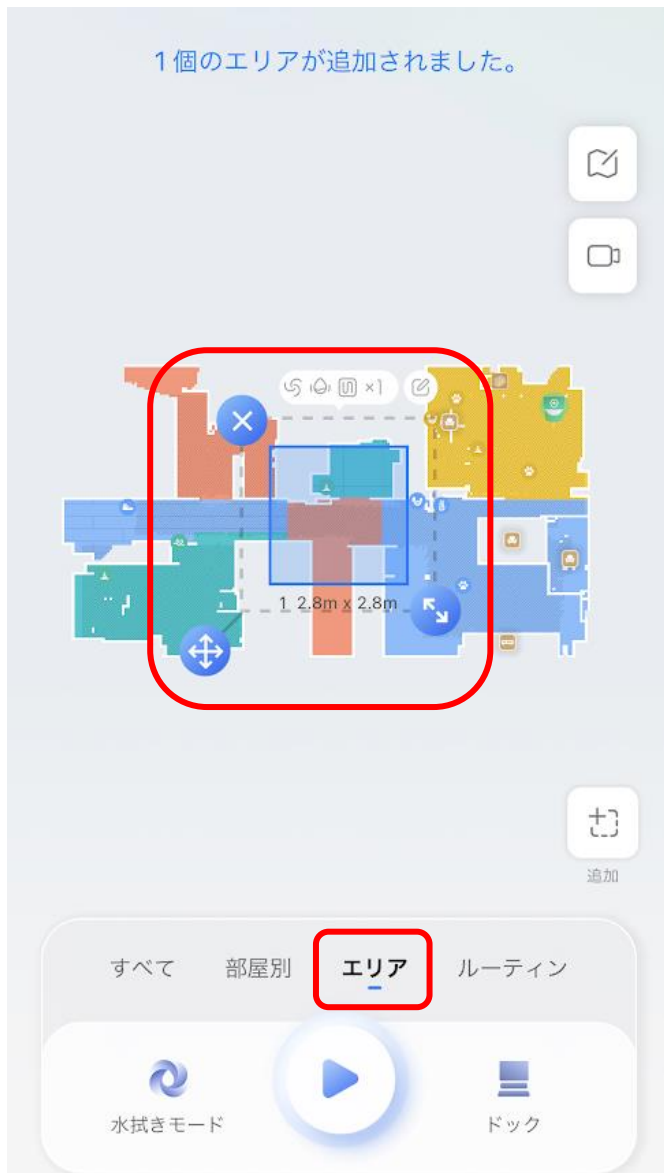 1個のエリアが追加されました。
×1
1 2.8m x 2.8m
追加
すべて 部屋別 エリア ルーティン
水拭きモード ドック